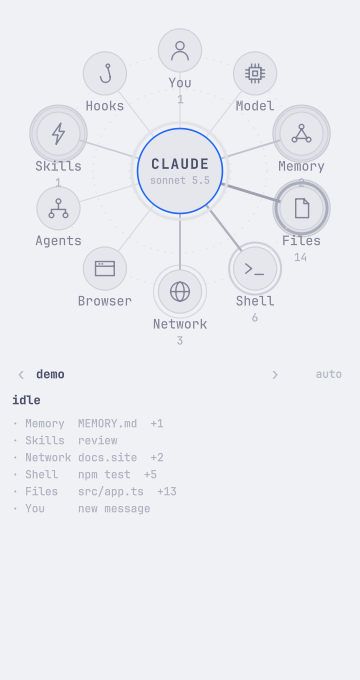 You
1
Hooks
Model
CLAUDE
sonnet 5.5
Skills
1
Memory
2
Agents
Files
14
Browser
Shell
6
Network
3
‹ demo › auto
idle
· Memory MEMORY.md +1
· Skills review
· Network docs.site +2
· Shell npm test +5
· Files src/app.ts +13
· You new message